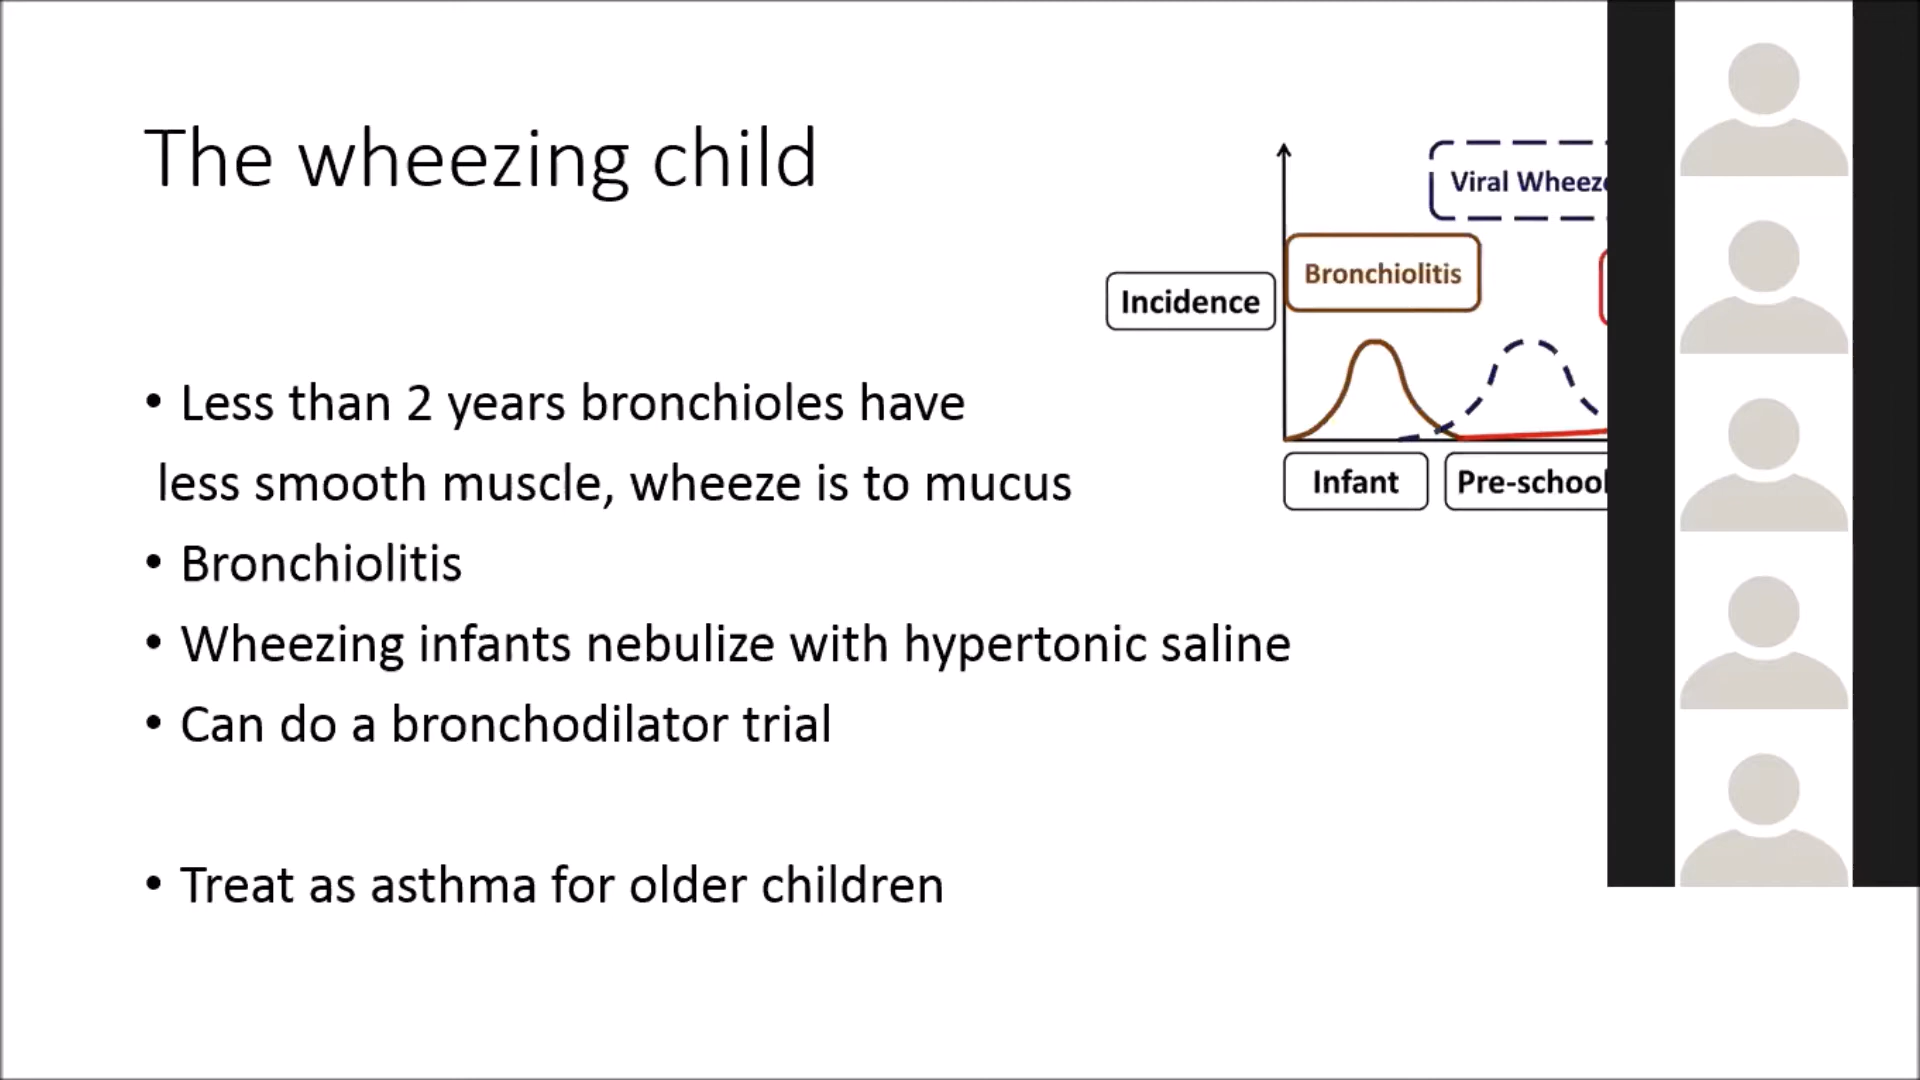 The wheezing child
Viral Wheeze
Bronchiolitis
Incidence
Infant
Pre-school
• Less than 2 years bronchioles have
less smooth muscle, wheeze is to mucus
• Bronchiolitis
• Wheezing infants nebulize with hypertonic saline
• Can do a bronchodilator trial
• Treat as asthma for older children